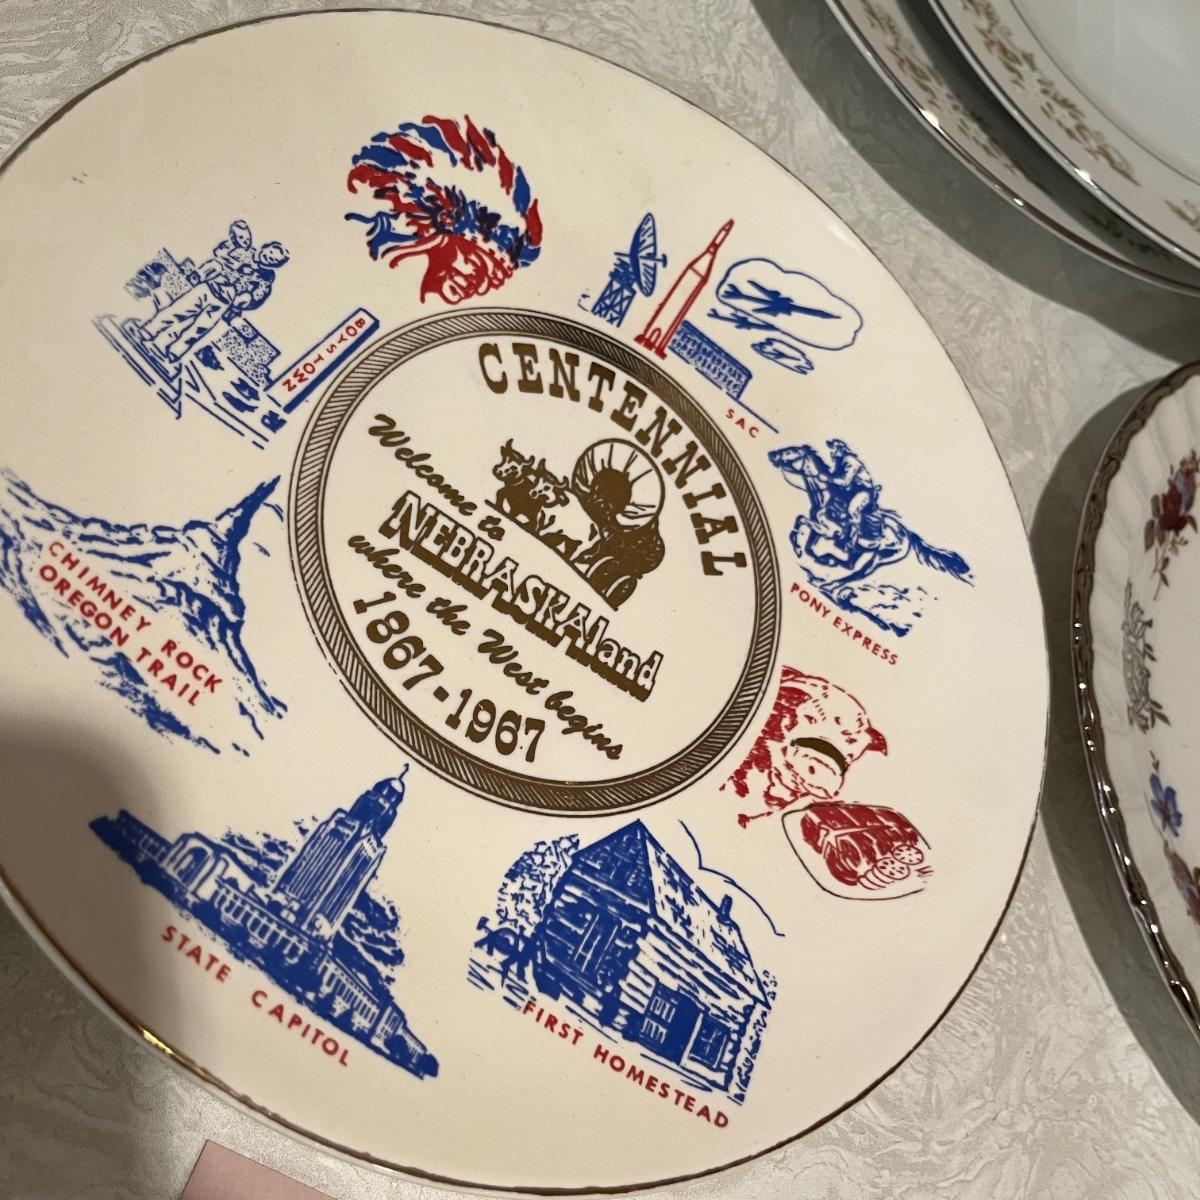 CENTENNIAL
Welcome to
NEBRASKAland
where the West begins
1867-1967
BOYS TOWN
SAC
PONY EXPRESS
FIRST HOMESTEAD
STATE CAPITOL
CHIMNEY ROCK
OREGON TRAIL